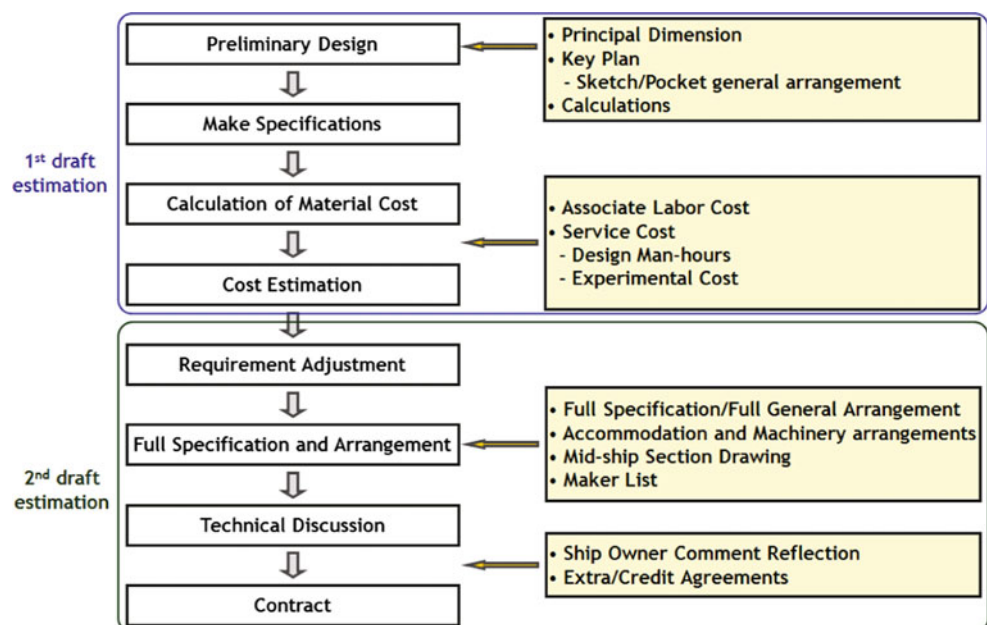 Preliminary Design
• Principal Dimension
• Key Plan
- Sketch/Pocket general arrangement
• Calculations
Make Specifications
1st draft
estimation
Calculation of Material Cost
• Associate Labor Cost
• Service Cost
- Design Man-hours
- Experimental Cost
Cost Estimation
Requirement Adjustment
Full Specification and Arrangement
• Full Specification/Full General Arrangement
• Accommodation and Machinery arrangements
• Mid-ship Section Drawing
• Maker List
2nd draft
estimation
Technical Discussion
• Ship Owner Comment Reflection
• Extra/Credit Agreements
Contract